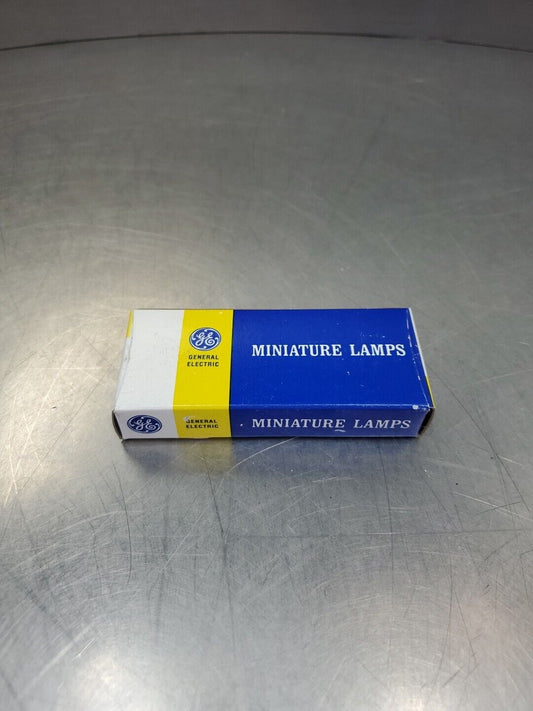 GE
GENERAL
ELECTRIC
MINIATURE LAMPS
GE
GENERAL
ELECTRIC
MINIATURE LAMPS